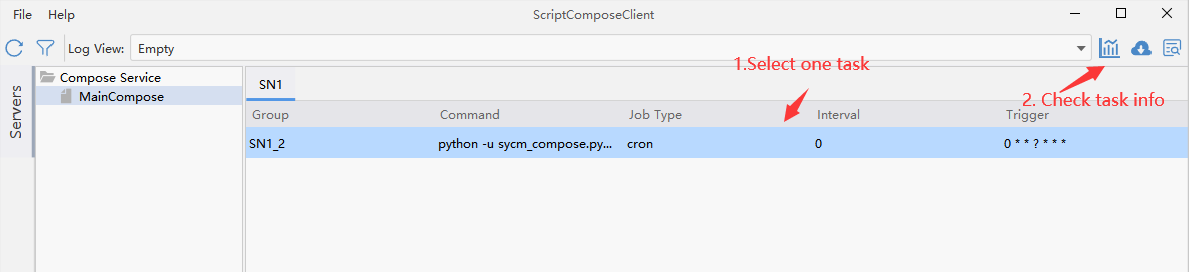 File Help ScriptComposeClient
Log View: Empty
1.Select one task
2. Check task info
Servers
Compose Service
MainCompose
SN1
Group Command Job Type Interval Trigger
SN1_2 python -u sycm_compose.py... cron 0 0 * * ? * * *